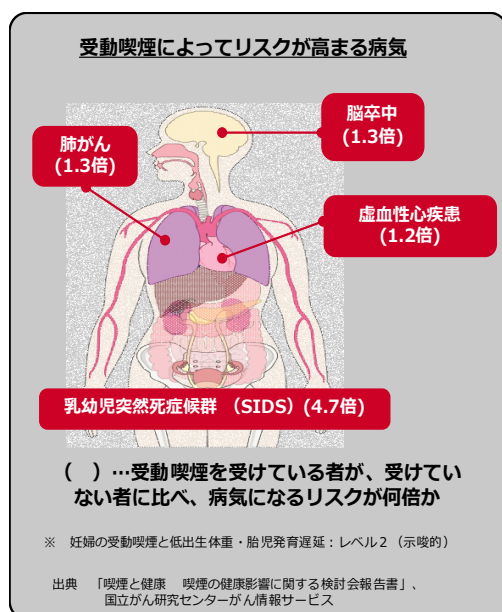 受動喫煙によってリスクが高まる病気
脳卒中
(1.3倍)
肺がん
(1.3倍)
虚血性心疾患
(1.2倍)
乳幼児突然死症候群 (SIDS) (4.7倍)
( )…受動喫煙を受けている者が、受けてい
ない者に比べ、病気になるリスクが何倍か
※ 妊婦の受動喫煙と低出生体重・胎児発育遅延：レベル２（示唆的）
出典 「喫煙と健康 喫煙の健康影響に関する検討会報告書」、
国立がん研究センターがん情報サービス